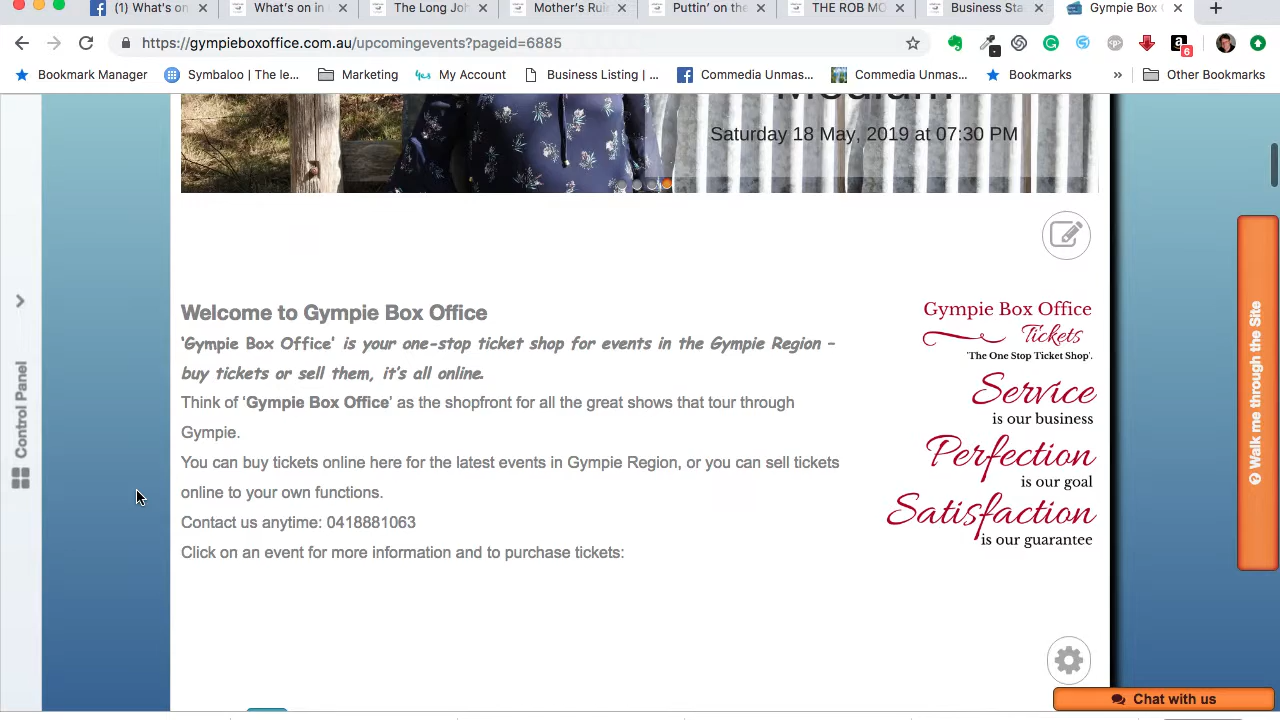 (1) What's on
What's on in
The Long Joh
Mother's Rui
Puttin' on the
THE ROB MO
Business Sta
Gympie Box
https://gympieboxoffice.com.au/upcomingevents?pageid=6885
6
Bookmark Manager
Symbaloo | The le...
Marketing
yes My Account
Business Listing | ...
Commedia Unmas...
Commedia Unmas...
Bookmarks
»
Other Bookmarks
Medium
Saturday 18 May, 2019 at 07:30 PM
Control Panel
Welcome to Gympie Box Office
'Gympie Box Office' is your one-stop ticket shop for events in the Gympie Region -
buy tickets or sell them, it's all online.
Think of 'Gympie Box Office' as the shopfront for all the great shows that tour through
Gympie.
You can buy tickets online here for the latest events in Gympie Region, or you can sell tickets
online to your own functions.
Contact us anytime: 0418881063
Click on an event for more information and to purchase tickets:
Gympie Box Office
Tickets
'The One Stop Ticket Shop'.
Service
is our business
Perfection
is our goal
Satisfaction
is our guarantee
Walk me through the Site
Chat with us